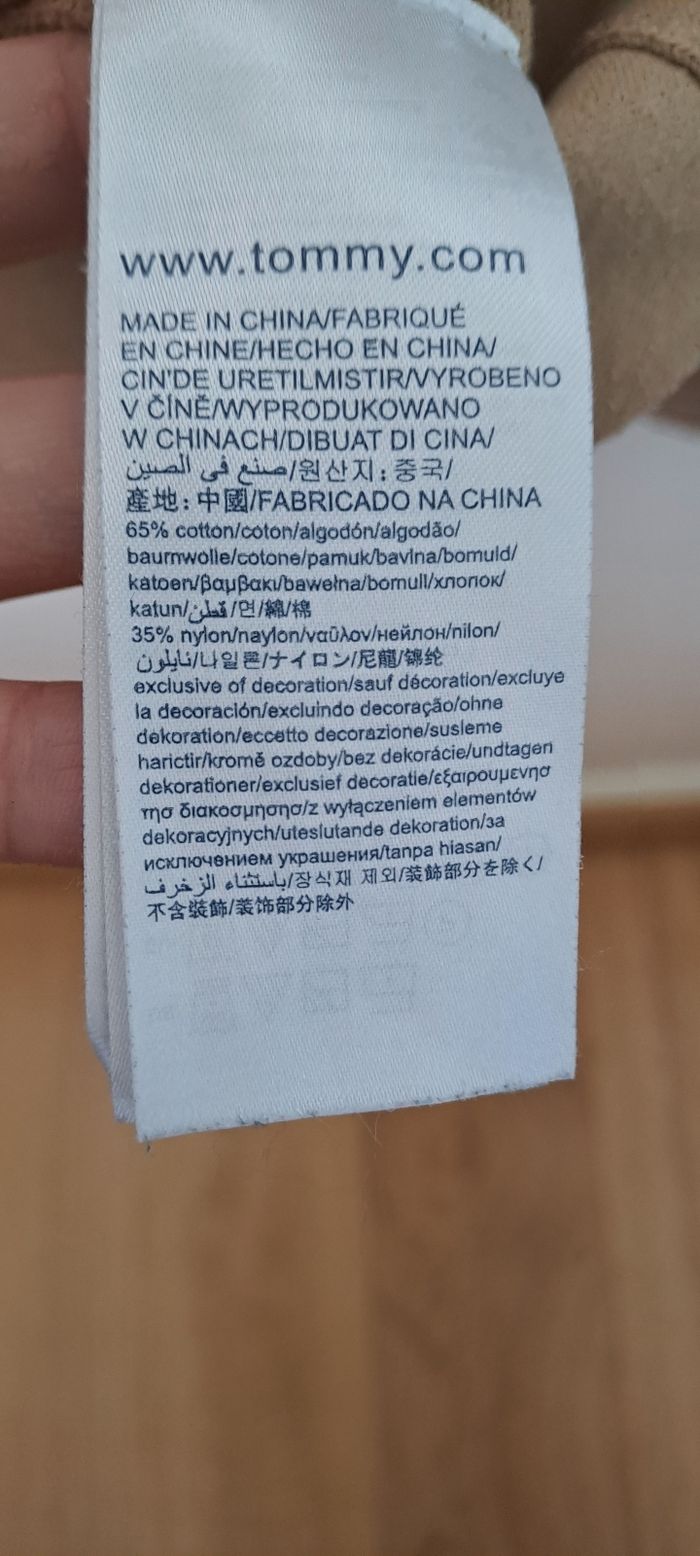 www.tommy.com
MADE IN CHINA/FABRIQUÉ
EN CHINE/HECHO EN CHINA/
CIN'DE URETILMISTIR/VYROBENO
V ČÍNĚ/WYPRODUKOWANO
W CHINACH/DIBUAT DI CINA/
صنع في الصين/원산지:중국/
產地:中國/FABRICADO NA CHINA
65% cotton/coton/algodón/algodão/
baumwolle/cotone/pamuk/bavlna/bomuld/
katoen/βαμβακι/bawełna/bomull/хлопок/
katun/قطن/면/綿/棉
35% nylon/naylon/ναϋλον/нейлон/nilon/
نايلون/나일론/ナイロン/尼龍/锦纶
exclusive of decoration/sauf décoration/excluye
la decoración/excluindo decoração/ohne
dekoration/eccetto decorazione/susleme
harictir/kromě ozdoby/bez dekorácie/undtagen
dekorationer/exclusief decoratie/εξαιρουμενησ
τησ διακοσμησησ/z wyłączeniem elementów
dekoracyjnych/uteslutande dekoration/за
исключением украшения/tanpa hiasan/
باستثناء الزخرف/장식재 제외/装飾部分を除く/
不含裝飾/装饰部分除外